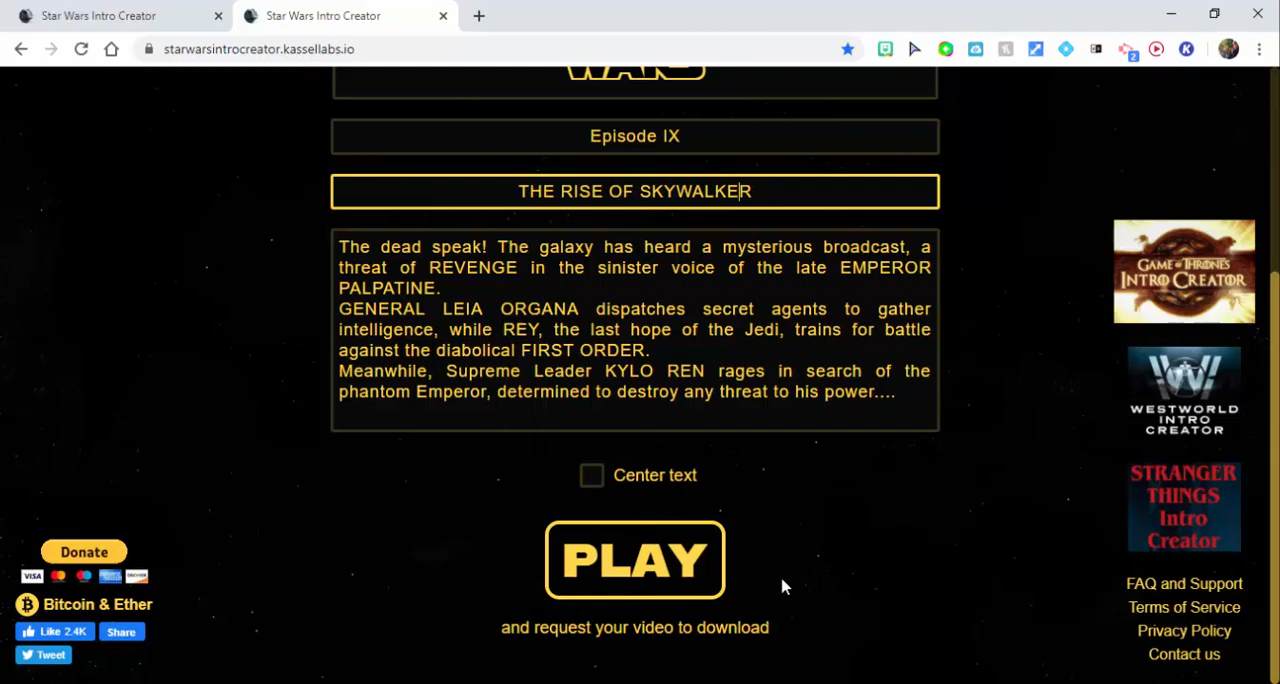 Star Wars Intro Creator
Star Wars Intro Creator
starwarsintrocreator.kassellabs.io
WARS
Episode IX
THE RISE OF SKYWALKER
The dead speak! The galaxy has heard a mysterious broadcast, a
threat of REVENGE in the sinister voice of the late EMPEROR
PALPATINE.
GENERAL LEIA ORGANA dispatches secret agents to gather
intelligence, while REY, the last hope of the Jedi, trains for battle
against the diabolical FIRST ORDER.
Meanwhile, Supreme Leader KYLO REN rages in search of the
phantom Emperor, determined to destroy any threat to his power....
Center text
PLAY
and request your video to download
Donate
VISA
Bitcoin & Ether
Like 2.4K
Share
Tweet
GAME OF THRONES
INTRO CREATOR
WESTWORLD
INTRO
CREATOR
STRANGER
THINGS
Intro
Creator
FAQ and Support
Terms of Service
Privacy Policy
Contact us
2
K